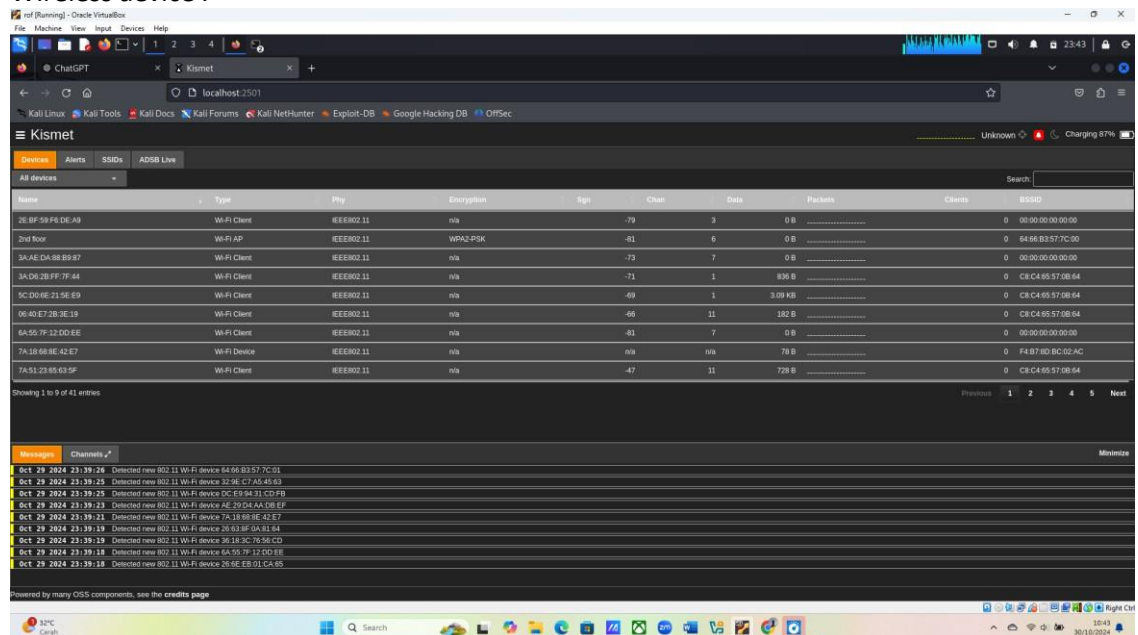 wireless device :
rof [Running] - Oracle VirtualBox
File Machine View Input Devices Help
1 2 3 4 23:43
ChatGPT Kismet
localhost:2501
Kali Linux Kali Tools Kali Docs Kali Forums Kali NetHunter Exploit-DB Google Hacking DB OffSec
Kismet Unknown Charging 87%
Devices Alerts SSIDs ADSB Live
All devices Search:
Name Type Phy Encryption Sgn Chan Data Packets Clients BSSID
2E:BF:59:F6:DE:A9 Wi-Fi Client IEEE802.11 n/a -79 3 0 B 0 00:00:00:00:00:00
2nd floor Wi-Fi AP IEEE802.11 WPA2-PSK -81 6 0 B 0 64:66:B3:57:7C:00
3A:AE:DA:88:B9:87 Wi-Fi Client IEEE802.11 n/a -73 7 0 B 0 00:00:00:00:00:00
3A:D6:2B:FF:7F:44 Wi-Fi Client IEEE802.11 n/a -71 1 836 B 0 C8:C4:65:57:0B:64
5C:D0:6E:21:5E:E9 Wi-Fi Client IEEE802.11 n/a -69 1 3.09 KB 0 C8:C4:65:57:0B:64
06:40:E7:2B:3E:19 Wi-Fi Client IEEE802.11 n/a -66 11 182 B 0 C8:C4:65:57:0B:64
6A:55:7F:12:DD:EE Wi-Fi Client IEEE802.11 n/a -81 7 0 B 0 00:00:00:00:00:00
7A:18:68:8E:42:E7 Wi-Fi Device IEEE802.11 n/a n/a n/a 78 B 0 F4:B7:8D:BC:02:AC
7A:51:23:65:63:5F Wi-Fi Client IEEE802.11 n/a -47 11 728 B 0 C8:C4:65:57:0B:64
Showing 1 to 9 of 41 entries Previous 1 2 3 4 5 Next
Messages Channels Minimize
Oct 29 2024 23:39:26 Detected new 802.11 Wi-Fi device 64:66:B3:57:7C:01
Oct 29 2024 23:39:25 Detected new 802.11 Wi-Fi device 32:9E:C7:A5:45:63
Oct 29 2024 23:39:25 Detected new 802.11 Wi-Fi device DC:E9:94:31:CD:FB
Oct 29 2024 23:39:23 Detected new 802.11 Wi-Fi device AE:29:D4:AA:DB:EF
Oct 29 2024 23:39:21 Detected new 802.11 Wi-Fi device 7A:18:68:8E:42:E7
Oct 29 2024 23:39:19 Detected new 802.11 Wi-Fi device 26:63:8F:0A:81:64
Oct 29 2024 23:39:19 Detected new 802.11 Wi-Fi device 36:18:3C:76:56:CD
Oct 29 2024 23:39:18 Detected new 802.11 Wi-Fi device 6A:55:7F:12:DD:EE
Oct 29 2024 23:39:18 Detected new 802.11 Wi-Fi device 26:6E:EB:01:CA:65
Powered by many OSS components, see the credits page
Right Ctrl
32°C Search 10:43
Cerah 30/10/2024